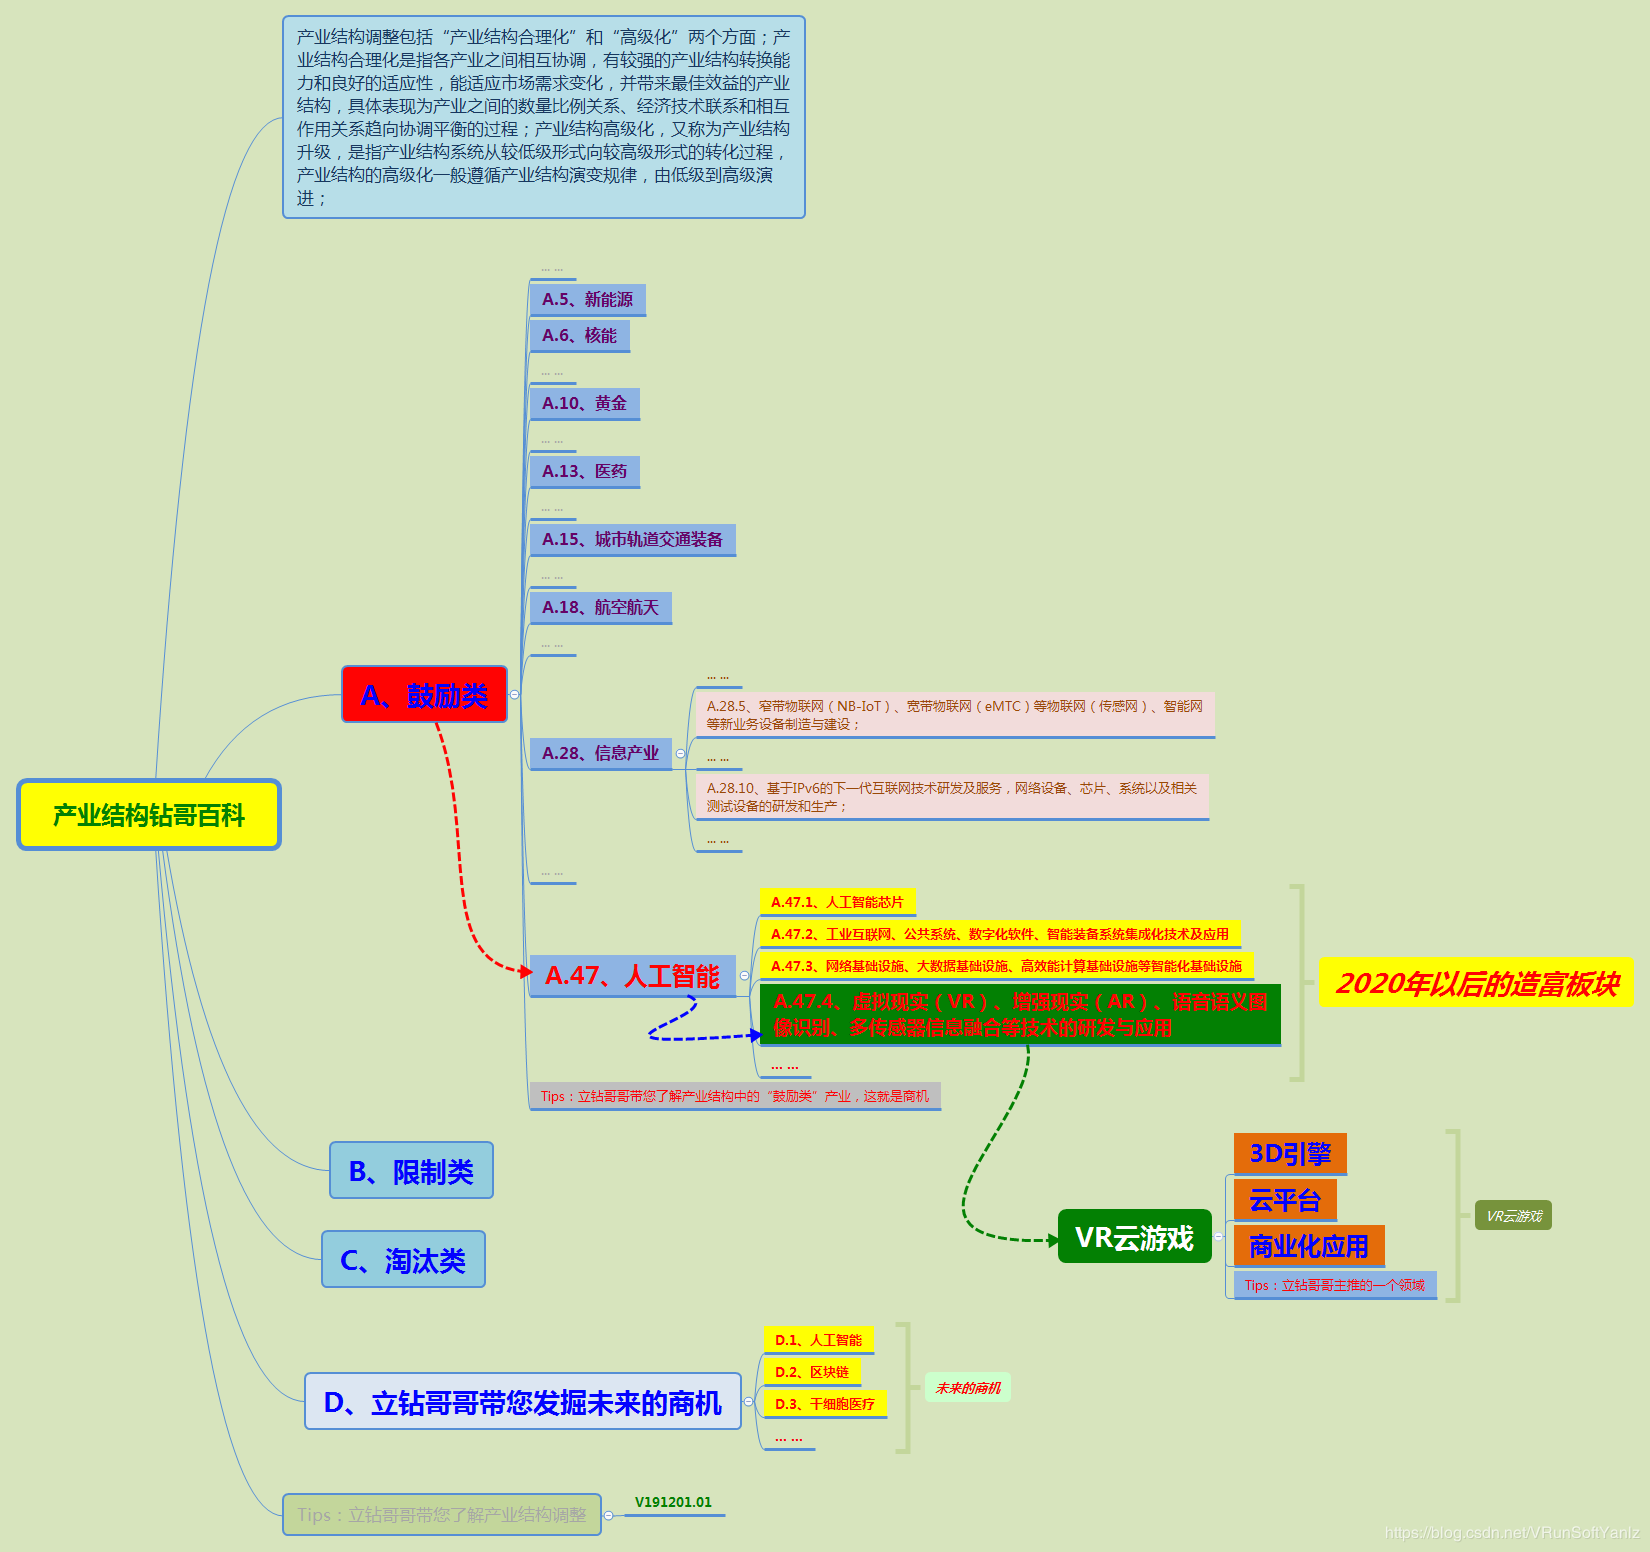 产业结构调整包括“产业结构合理化”和“高级化”两个方面；产
业结构合理化是指各产业之间相互协调，有较强的产业结构转换能
力和良好的适应性，能适应市场需求变化，并带来最佳效益的产业
结构，具体表现为产业之间的数量比例关系、经济技术联系和相互
作用关系趋向协调平衡的过程；产业结构高级化，又称为产业结构
升级，是指产业结构系统从较低级形式向较高级形式的转化过程，
产业结构的高级化一般遵循产业结构演变规律，由低级到高级演
进；
产业结构钻哥百科
A、鼓励类
... ...
A.5、新能源
A.6、核能
... ...
A.10、黄金
... ...
A.13、医药
... ...
A.15、城市轨道交通装备
... ...
A.18、航空航天
... ...
A.28、信息产业
... ...
A.28.5、窄带物联网（NB-IoT）、宽带物联网（eMTC）等物联网（传感网）、智能网
等新业务设备制造与建设；
... ...
A.28.10、基于IPv6的下一代互联网技术研发及服务，网络设备、芯片、系统以及相关
测试设备的研发和生产；
... ...
... ...
A.47、人工智能
A.47.1、人工智能芯片
A.47.2、工业互联网、公共系统、数字化软件、智能装备系统集成化技术及应用
A.47.3、网络基础设施、大数据基础设施、高效能计算基础设施等智能化基础设施
A.47.4、虚拟现实（VR）、增强现实（AR）、语音语义图
像识别、多传感器信息融合等技术的研发与应用
... ...
2020年以后的造富板块
Tips：立钻哥哥带您了解产业结构中的“鼓励类”产业，这就是商机
VR云游戏
3D引擎
云平台
商业化应用
Tips：立钻哥哥主推的一个领域
VR云游戏
B、限制类
C、淘汰类
D、立钻哥哥带您发掘未来的商机
D.1、人工智能
D.2、区块链
D.3、干细胞医疗
... ...
未来的商机
Tips：立钻哥哥带您了解产业结构调整
V191201.01
https://blog.csdn.net/VRunSoftYanlz